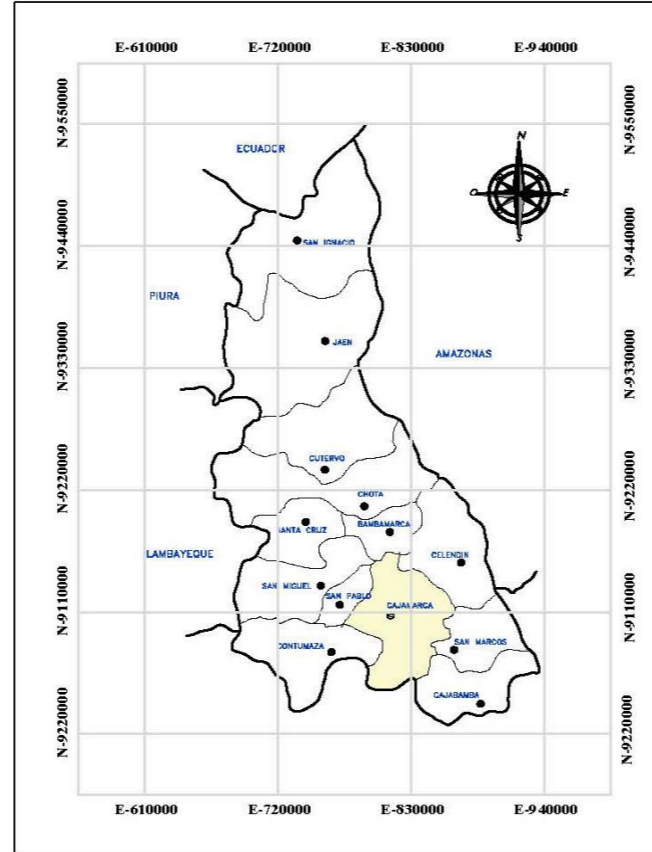 E-610000 E-720000 E-830000 E-940000
N-9550000 N-9550000
ECUADOR
N
O E
S
N-9440000 N-9440000
SAN IGNACIO
PIURA
JAEN
AMAZONAS
N-9330000 N-9330000
CUTERVO
N-9220000 N-9220000
CHOTA
ANTA CRUZ BAMBAMARCA
LAMBAYEQUE CELENDIN
SAN MIGUEL
SAN PABLO
N-9110000 CAJAMARCA N-9110000
CONTUMAZA SAN MARCOS
CAJABAMBA
N-9220000 N-9220000
E-610000 E-720000 E-830000 E-940000